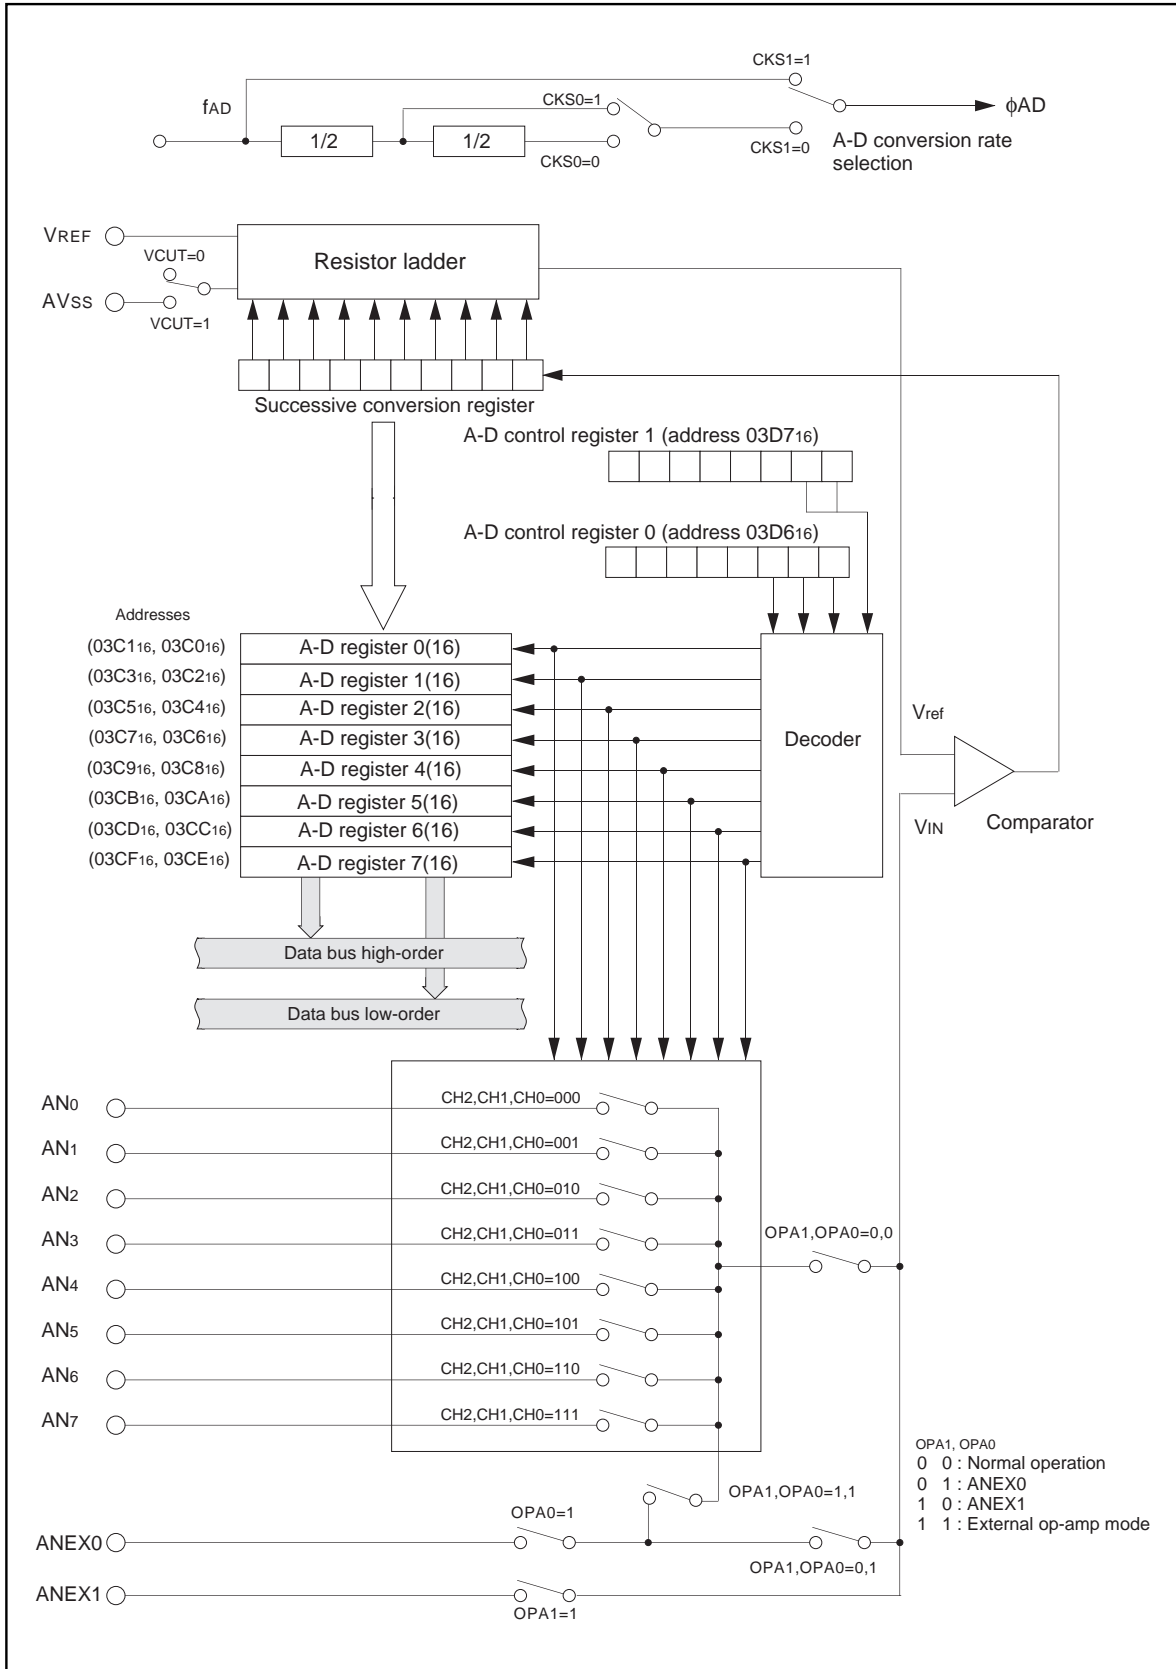 CKS1=1
fAD
CKS0=1
φAD
1/2
1/2
CKS0=0
CKS1=0
A-D conversion rate
selection
VREF
VCUT=0
Resistor ladder
AVSS
VCUT=1
Successive conversion register
A-D control register 1 (address 03D716)
A-D control register 0 (address 03D616)
Addresses
(03C116, 03C016)
A-D register 0(16)
(03C316, 03C216)
A-D register 1(16)
(03C516, 03C416)
A-D register 2(16)
(03C716, 03C616)
A-D register 3(16)
(03C916, 03C816)
A-D register 4(16)
(03CB16, 03CA16)
A-D register 5(16)
(03CD16, 03CC16)
A-D register 6(16)
(03CF16, 03CE16)
A-D register 7(16)
Decoder
Vref
VIN
Comparator
Data bus high-order
Data bus low-order
AN0
CH2,CH1,CH0=000
AN1
CH2,CH1,CH0=001
AN2
CH2,CH1,CH0=010
AN3
CH2,CH1,CH0=011
OPA1,OPA0=0,0
AN4
CH2,CH1,CH0=100
AN5
CH2,CH1,CH0=101
AN6
CH2,CH1,CH0=110
AN7
CH2,CH1,CH0=111
OPA1, OPA0
0 0 : Normal operation
0 1 : ANEX0
1 0 : ANEX1
1 1 : External op-amp mode
OPA1,OPA0=1,1
OPA0=1
ANEX0
OPA1,OPA0=0,1
ANEX1
OPA1=1